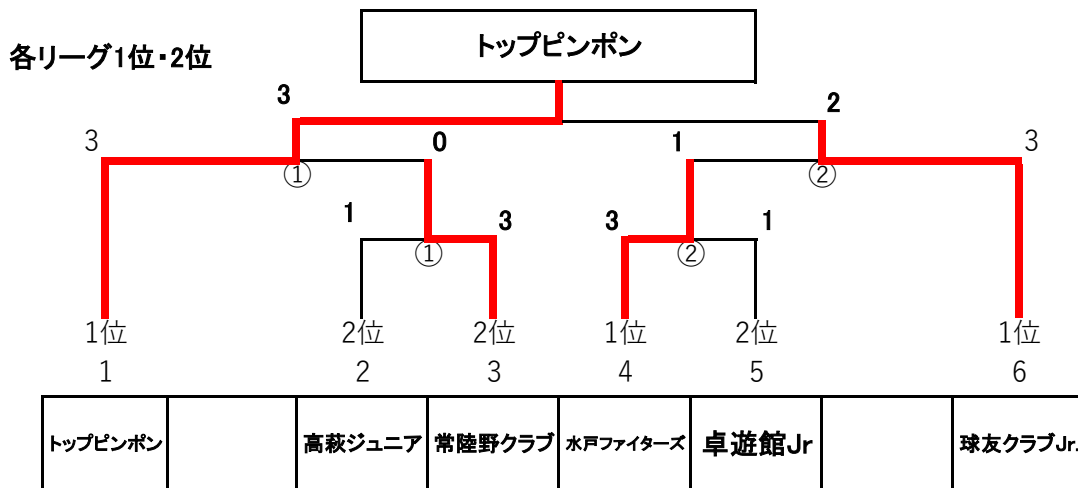 トップピンポン
各リーグ1位・2位
3
2
3
0
1
3
①
②
1
3
3
1
①
②
1位
2位
2位
1位
2位
1位
1
2
3
4
5
6
トップピンポン
高萩ジュニア
常陸野クラブ
水戸ファイターズ
卓遊館Jr
球友クラブJr.